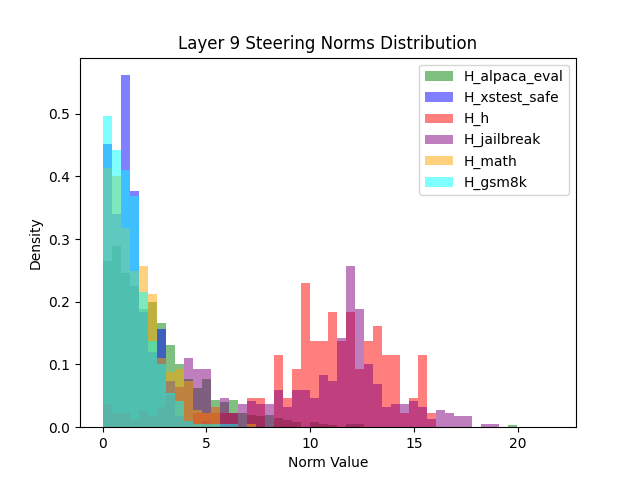 Layer 9 Steering Norms Distribution
H_alpaca_eval
H_xstest_safe
H_h
H_jailbreak
H_math
H_gsm8k
Density
0.5
0.4
0.3
0.2
0.1
0.0
0 5 10 15 20
Norm Value